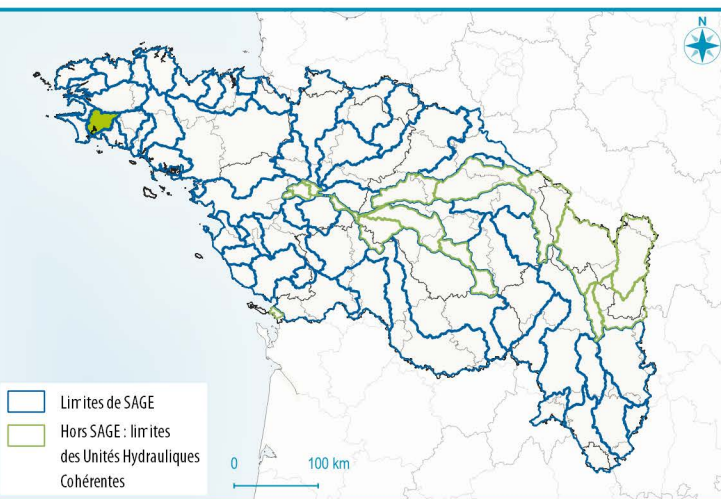 N
Limites de SAGE
Hors SAGE : limites
des Unités Hydrauliques
Cohérentes
0 100 km